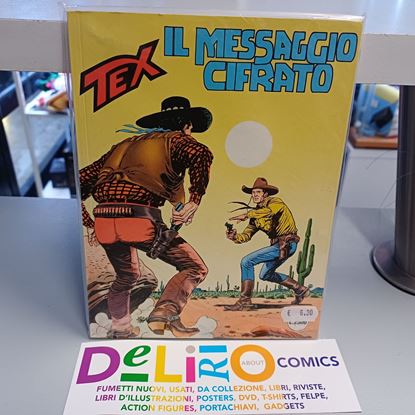 IL MESSAGGIO
CIFRATO
TEX
DELIRIO ABOUT COMICS
FUMETTI NUOVI, USATI, DA COLLEZIONE, LIBRI, RIVISTE,
LIBRI D'ILLUSTRAZIONI, POSTERS, DVD, T-SHIRTS, FELPE,
ACTION FIGURES, PORTACHIAVI, GADGETS